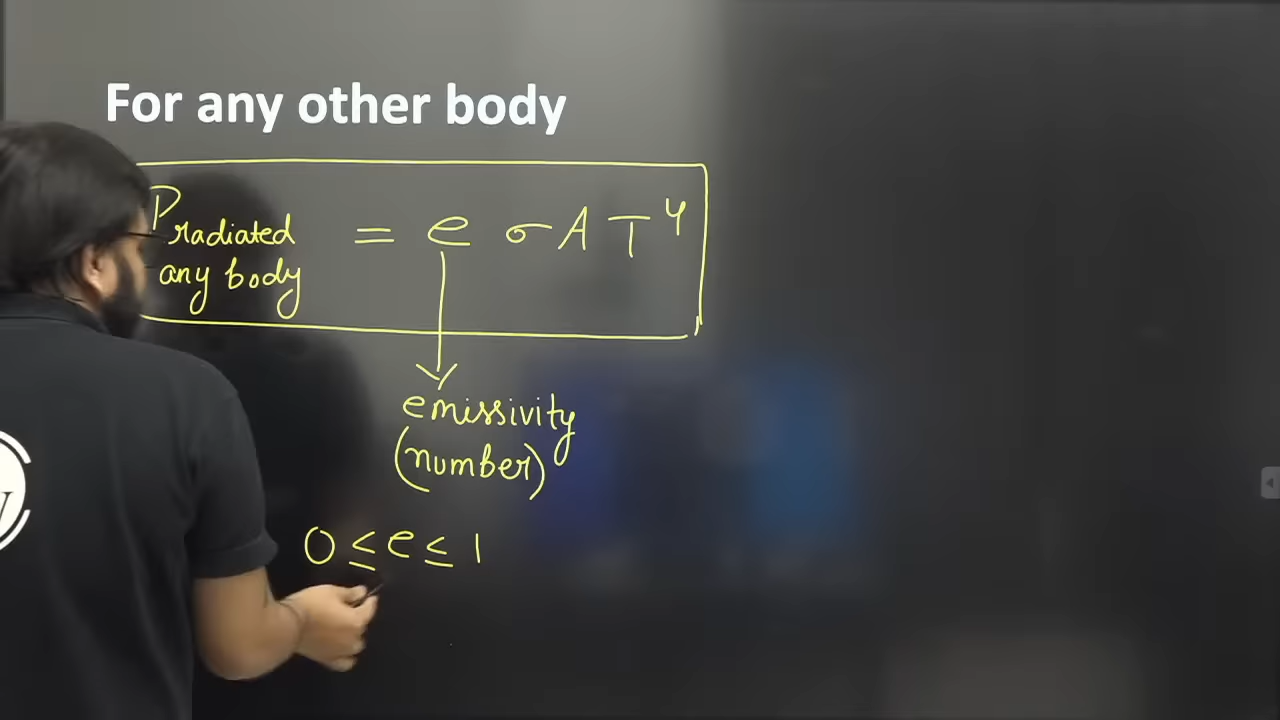 For any other body
P radiated = e σ A T⁴
any body
emissivity
(number)
0 ≤ e ≤ 1